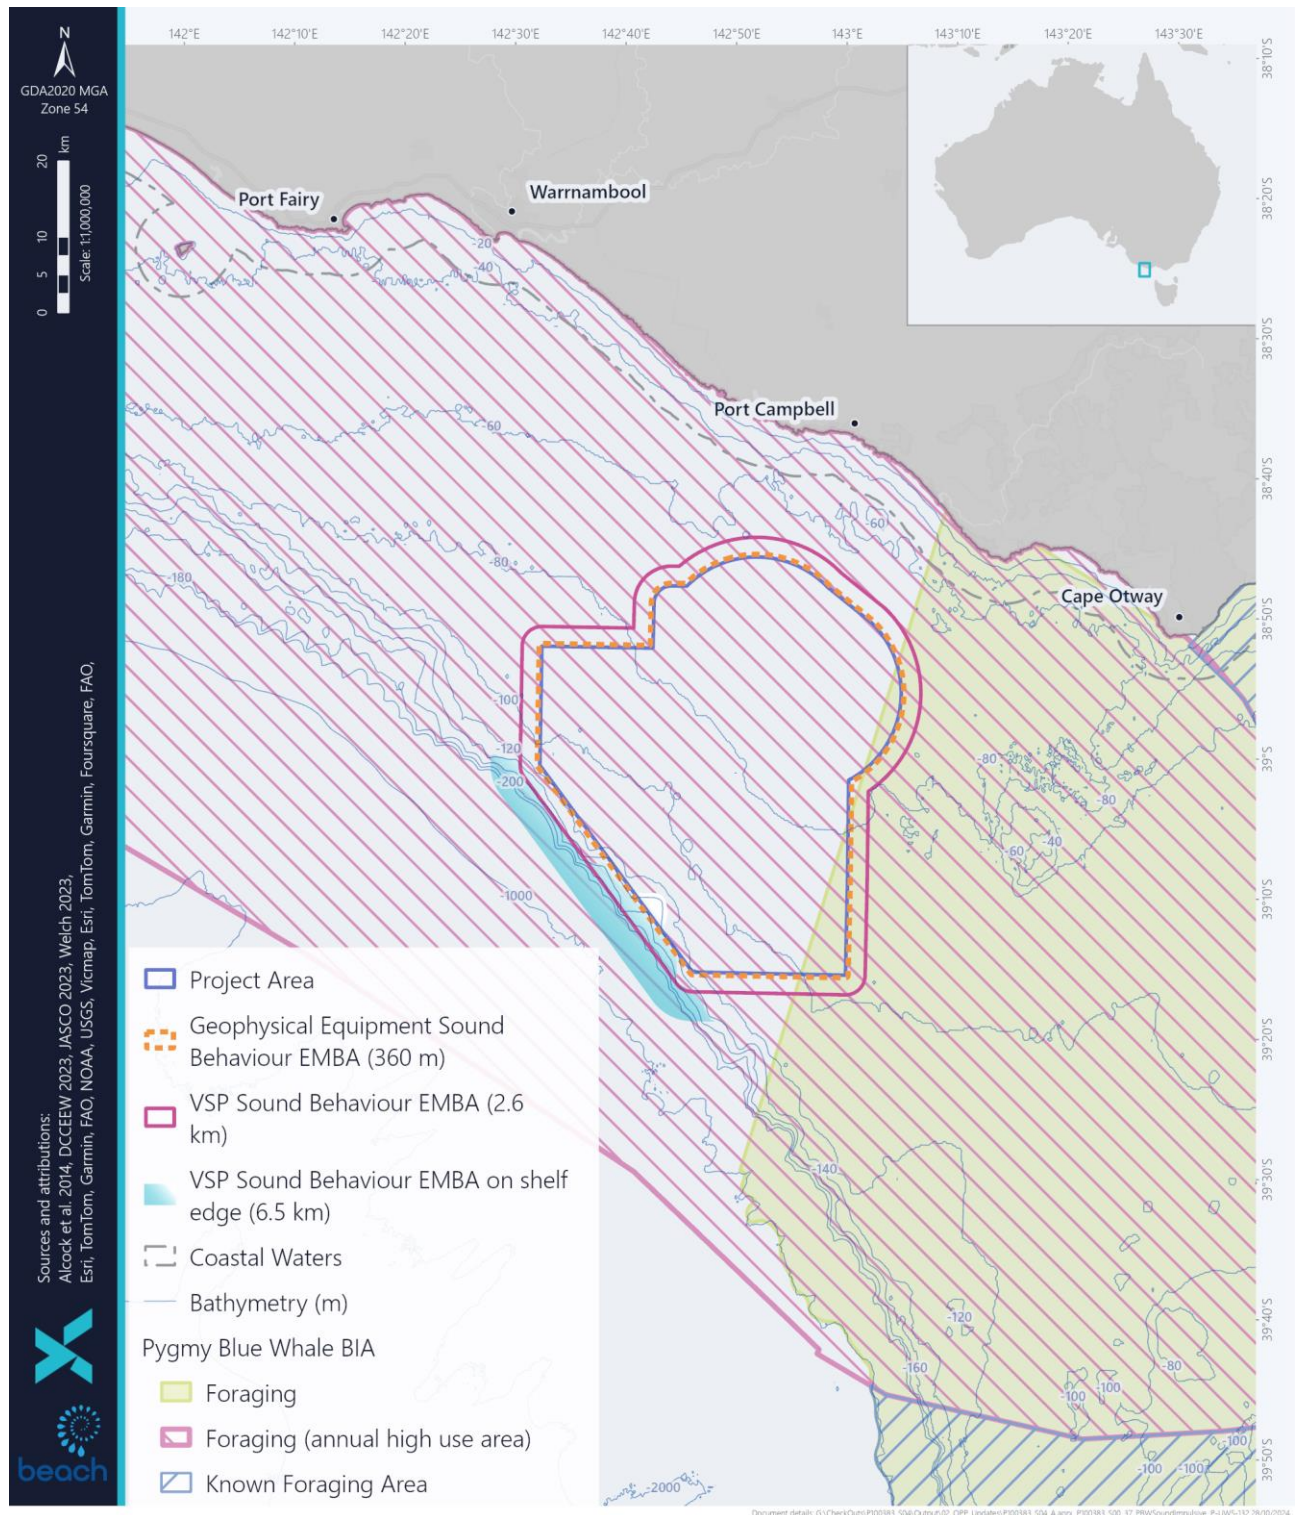 142°E
142°10'E
142°20'E
142°30'E
142°40'E
142°50'E
143°E
143°10'E
143°20'E
143°30'E
N
GDA2020 MGA
Zone 54
0 5 10 20 km
Scale: 1:1,000,000
38°10'S
38°20'S
38°30'S
38°40'S
38°50'S
39°S
39°10'S
39°20'S
39°30'S
39°40'S
39°50'S
Port Fairy
Warrnambool
Port Campbell
Cape Otway
-20
-40
-60
-60
-80
-180
-100
-120
-200
-1000
-80
-80
-60
-40
-140
-120
-160
-80
-100
-100
-100
-100
-100
-2000
Project Area
Geophysical Equipment Sound
Behaviour EMBA (360 m)
VSP Sound Behaviour EMBA (2.6
km)
VSP Sound Behaviour EMBA on shelf
edge (6.5 km)
Coastal Waters
Bathymetry (m)
Pygmy Blue Whale BIA
Foraging
Foraging (annual high use area)
Known Foraging Area
Sources and attributions:
Alcock et al. 2014, DCCEEW 2023, JASCO 2023, Welch 2023,
Esri, TomTom, Garmin, FAO, NOAA, USGS, Vicmap, Esri, TomTom, Garmin, Foursquare, FAO,
beach